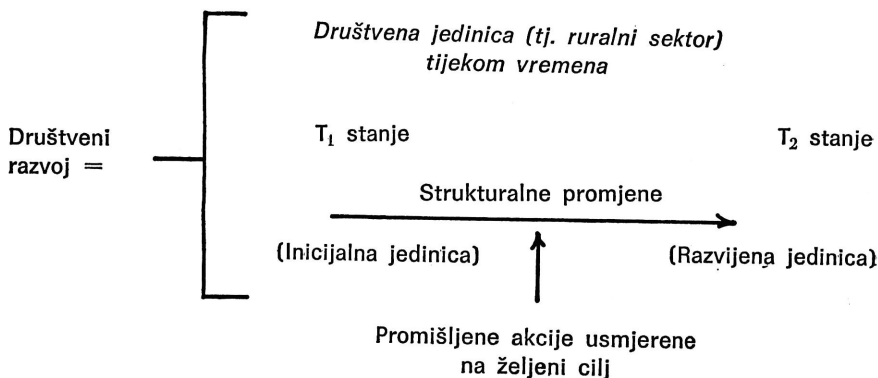 Društvena jedinica (tj. ruralni sektor)
tijekom vremena
Društveni
razvoj =
T₁ stanje
T₂ stanje
Strukturalne promjene
(Inicijalna jedinica)
(Razvijena jedinica)
Promišljene akcije usmjerene
na željeni cilj